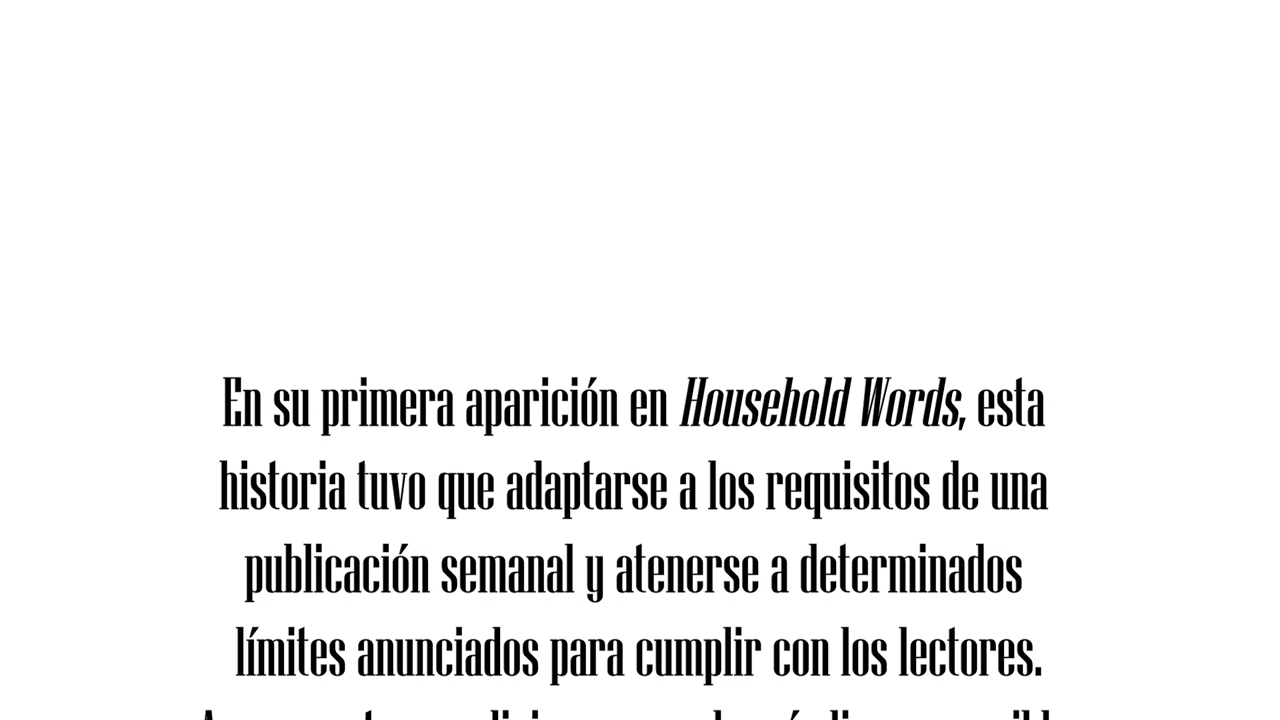 En su primera aparición en Household Words, esta
historia tuvo que adaptarse a los requisitos de una
publicación semanal y atenerse a determinados
límites anunciados para cumplir con los lectores.